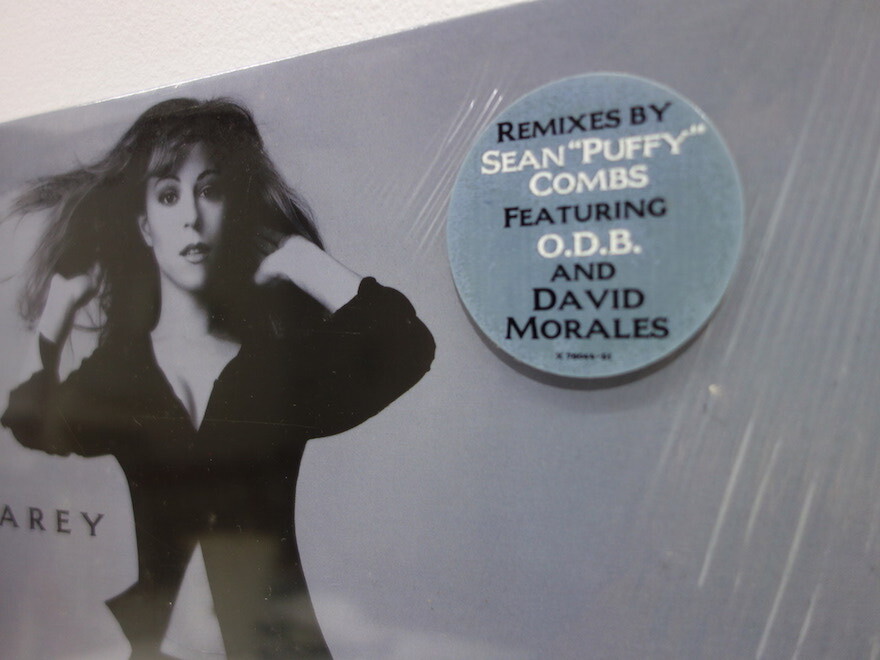 REMIXES BY
SEAN "PUFFY"
COMBS
FEATURING
O.D.B.
AND
DAVID
MORALES
AREY